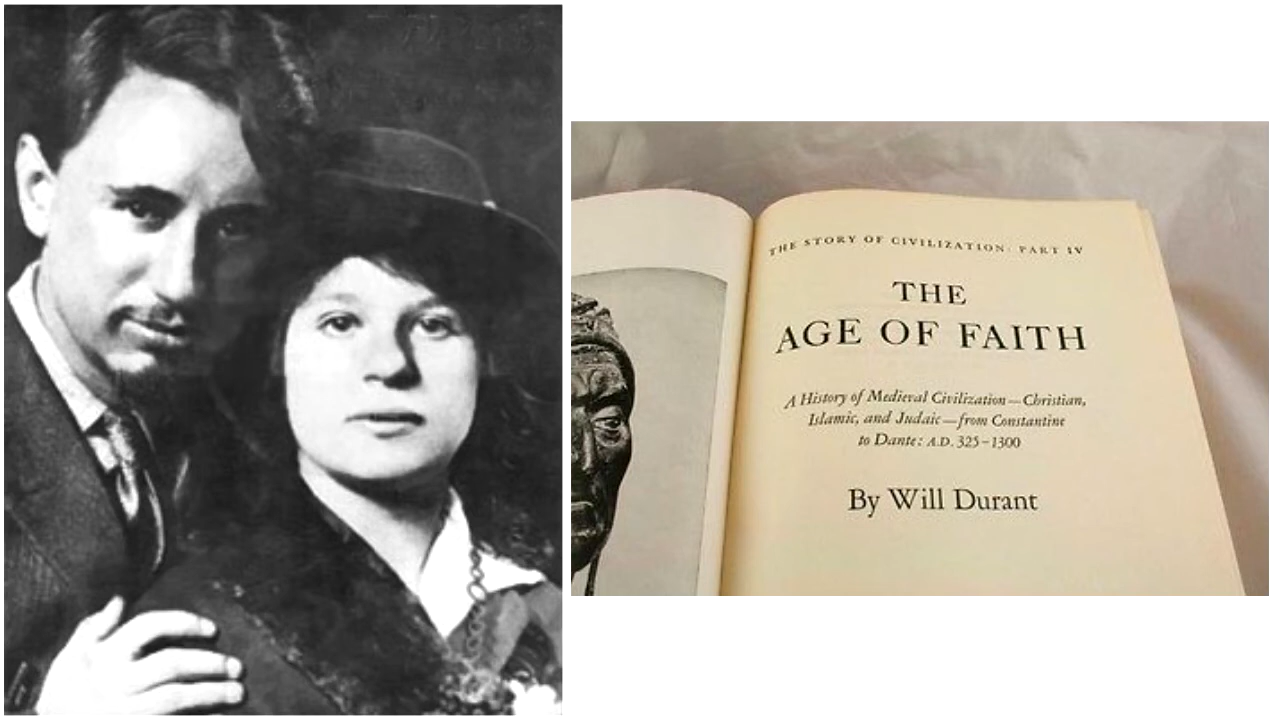 THE STORY OF CIVILIZATION: PART IV
THE
AGE OF FAITH
A History of Medieval Civilization—Christian,
Islamic, and Judaic—from Constantine
to Dante: A.D. 325–1300
By Will Durant